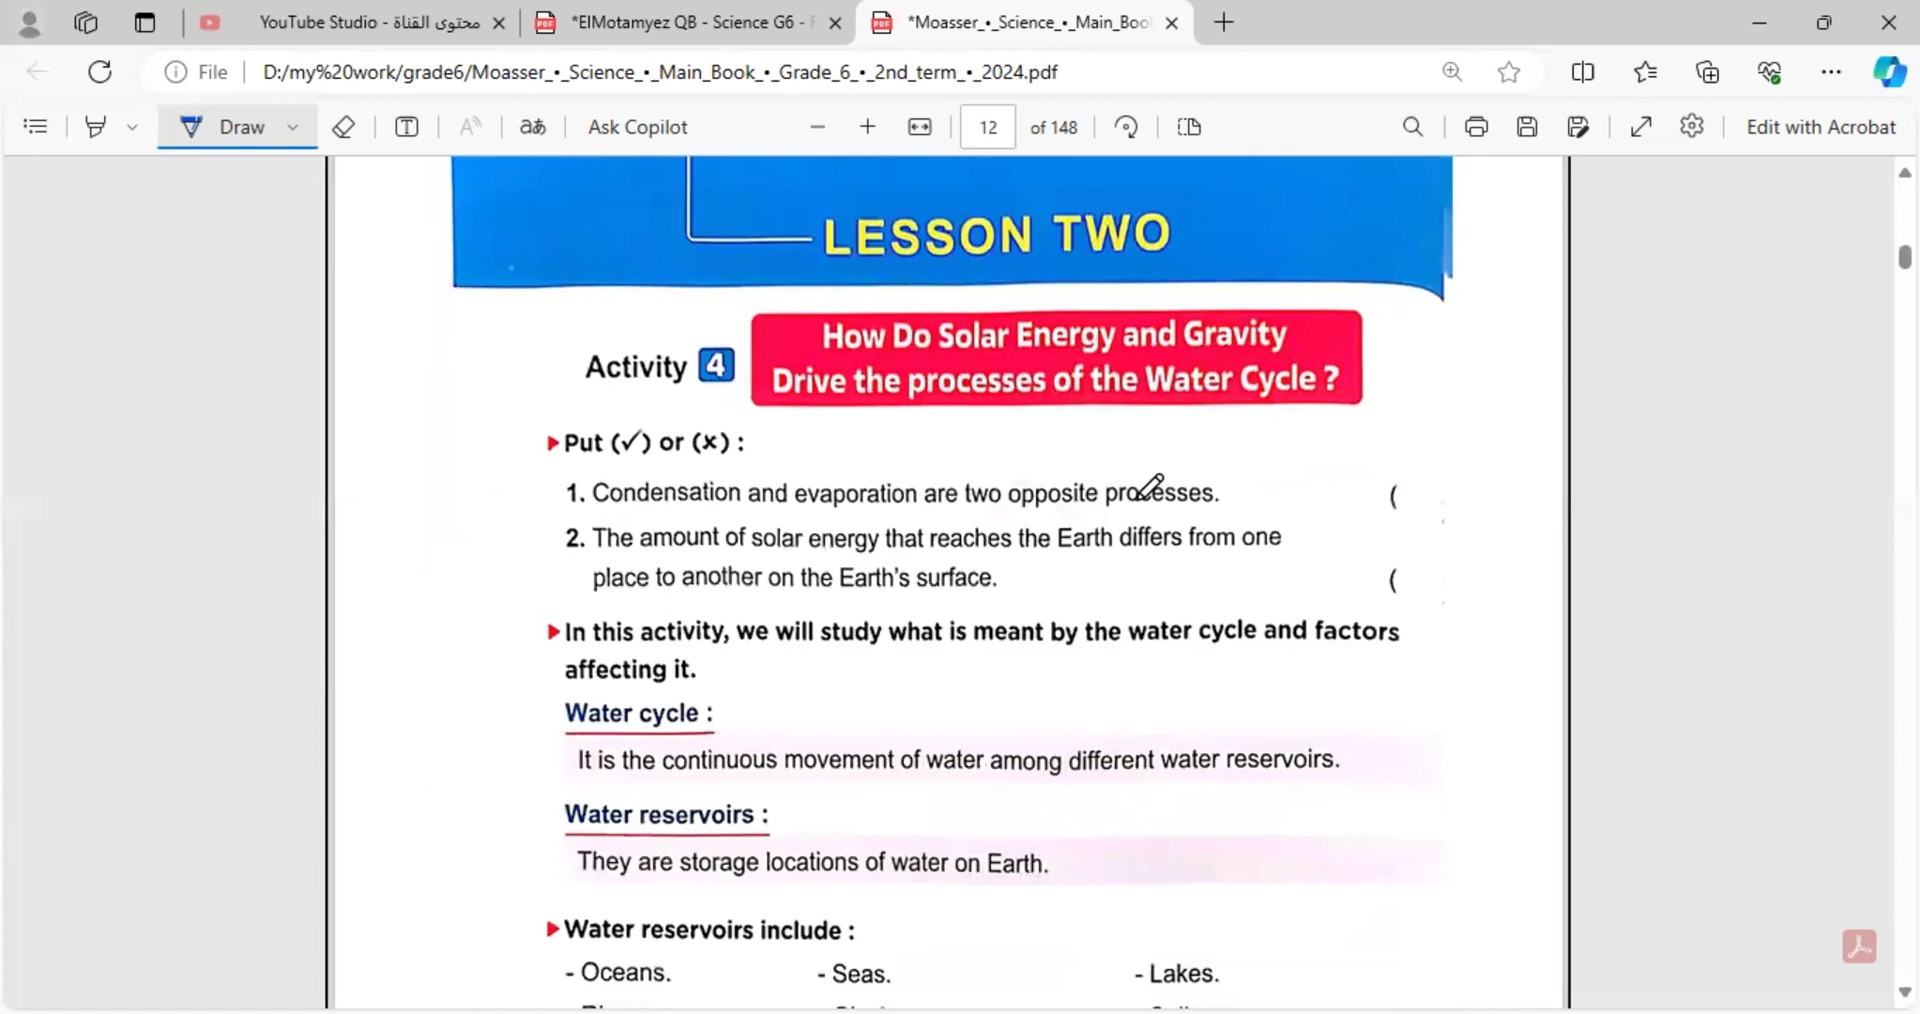 YouTube Studio - محتوى القناة
*ElMotamyez QB - Science G6 -
*Moasser_•_Science_•_Main_Boo
File
D:/my%20work/grade6/Moasser_•_Science_•_Main_Book_•_Grade_6_•_2nd_term_•_2024.pdf
Draw
Ask Copilot
12 of 148
Edit with Acrobat
LESSON TWO
Activity 4
How Do Solar Energy and Gravity
Drive the processes of the Water Cycle ?
Put (✓) or (x) :
1. Condensation and evaporation are two opposite processes. (
2. The amount of solar energy that reaches the Earth differs from one
place to another on the Earth's surface. (
In this activity, we will study what is meant by the water cycle and factors
affecting it.
Water cycle :
It is the continuous movement of water among different water reservoirs.
Water reservoirs :
They are storage locations of water on Earth.
Water reservoirs include :
- Oceans. - Seas. - Lakes.